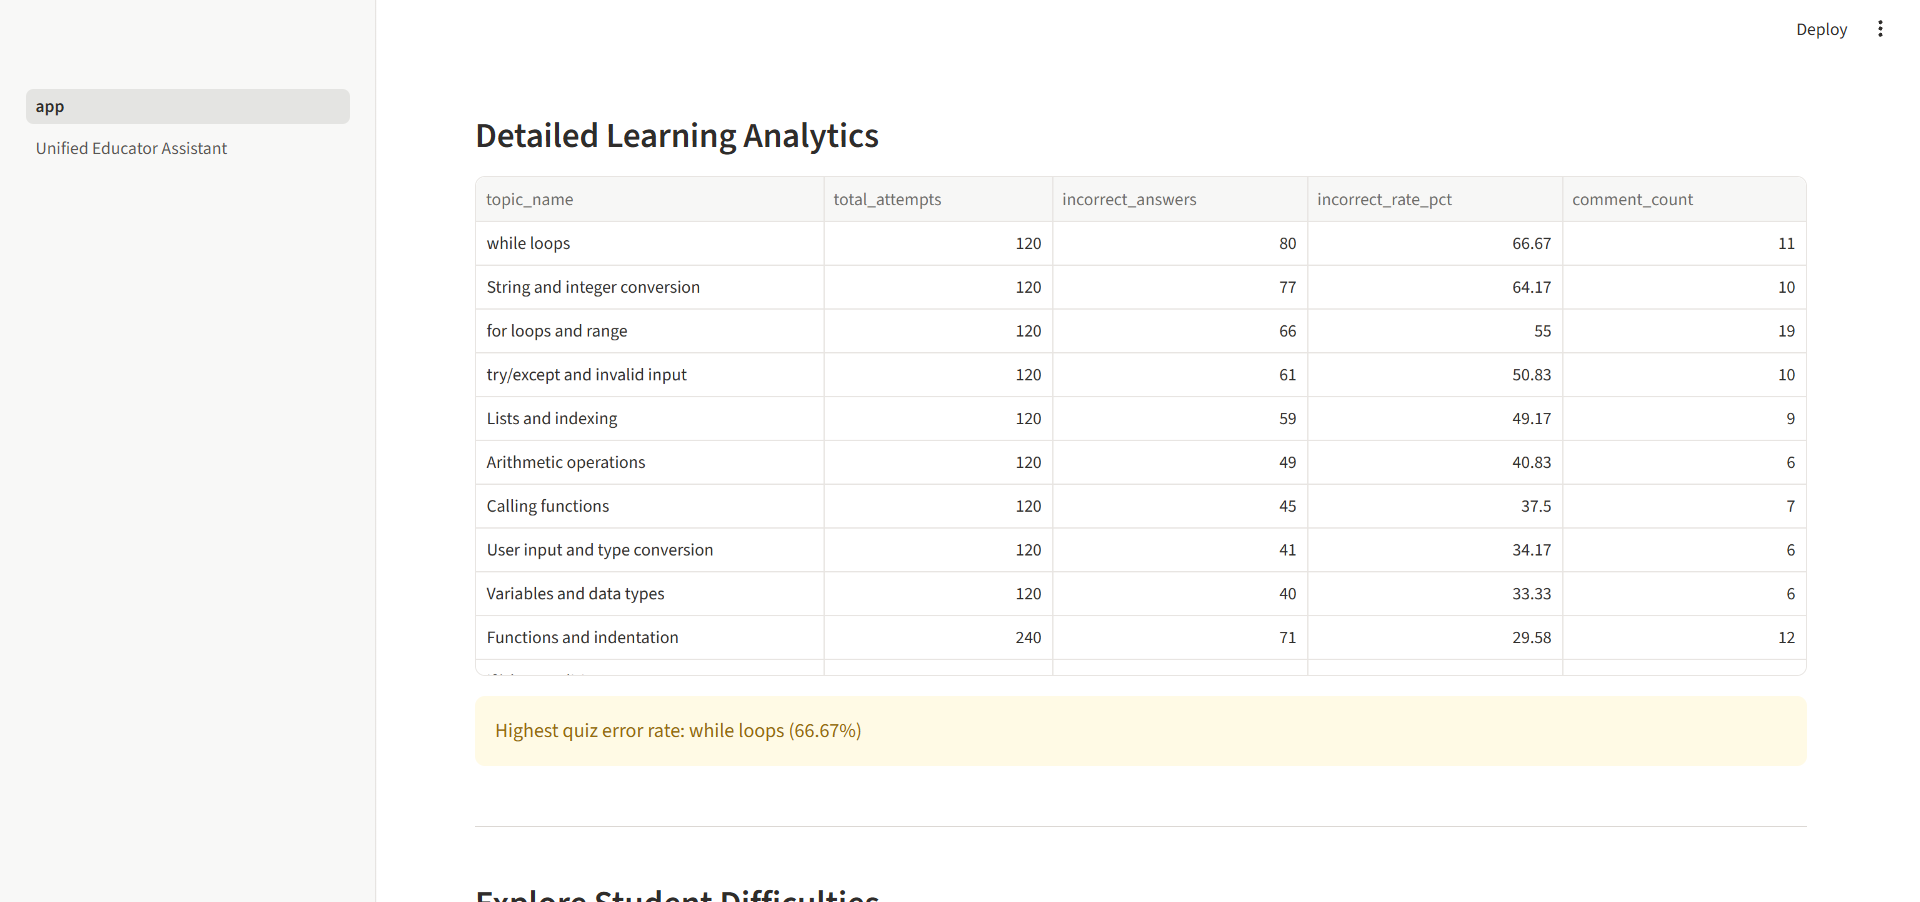 Deploy
app
Unified Educator Assistant
Detailed Learning Analytics
topic_name total_attempts incorrect_answers incorrect_rate_pct comment_count
while loops 120 80 66.67 11
String and integer conversion 120 77 64.17 10
for loops and range 120 66 55 19
try/except and invalid input 120 61 50.83 10
Lists and indexing 120 59 49.17 9
Arithmetic operations 120 49 40.83 6
Calling functions 120 45 37.5 7
User input and type conversion 120 41 34.17 6
Variables and data types 120 40 33.33 6
Functions and indentation 240 71 29.58 12
Highest quiz error rate: while loops (66.67%)
Explore Student Difficulties